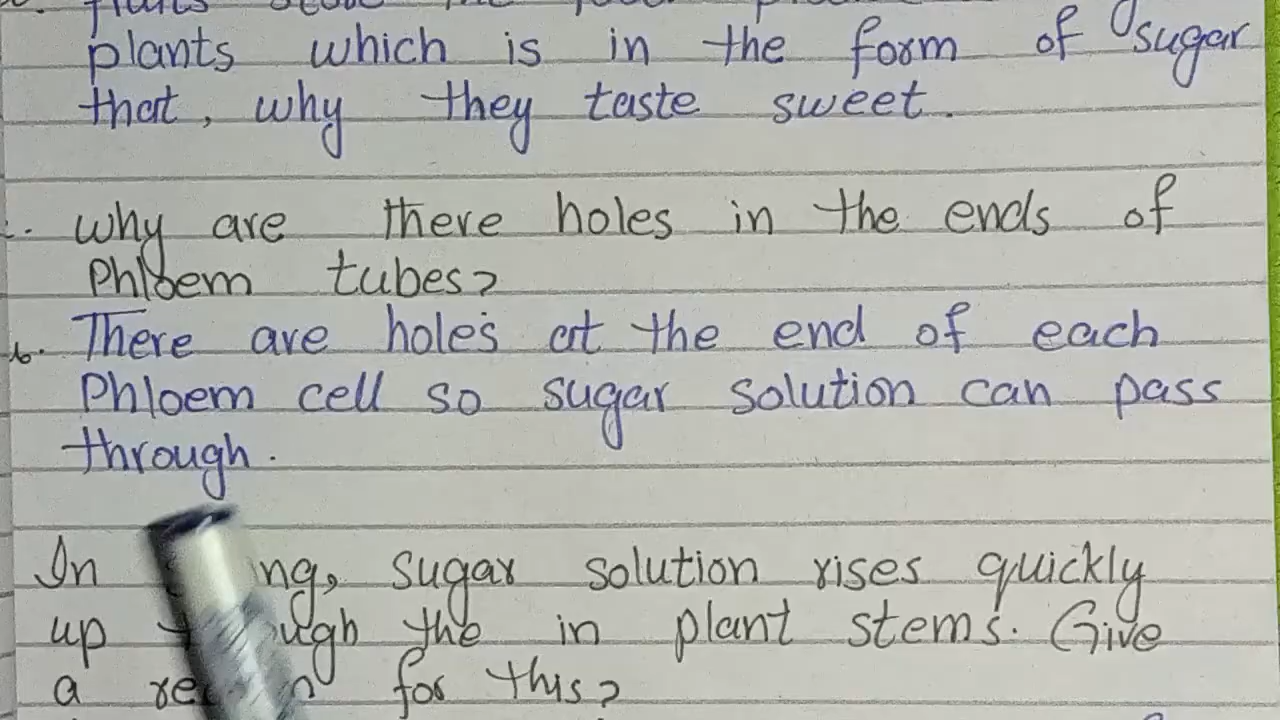 plants which is in the form of sugar
that, why they taste sweet.
why are there holes in the ends of
Phloem tubes?
b. There are holes at the end of each
Phloem cell so sugar solution can pass
through.
In sugar solution rises quickly
up the in plant stems. Give
a for this?